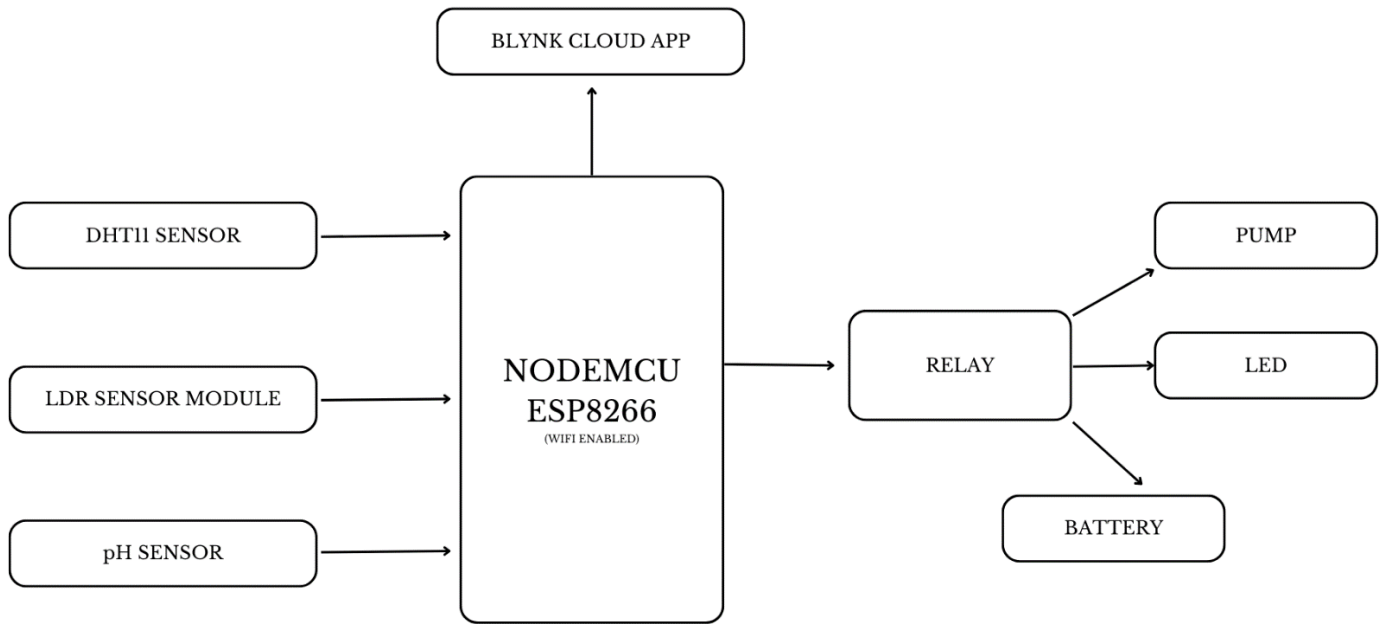 BLYNK CLOUD APP
DHT11 SENSOR
LDR SENSOR MODULE
pH SENSOR
NODEMCU
ESP8266
(WIFI ENABLED)
RELAY
PUMP
LED
BATTERY